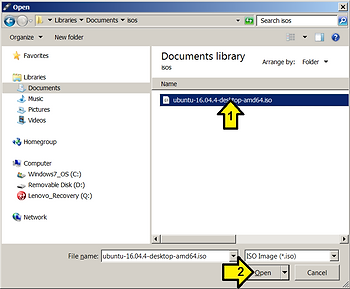 Open
Libraries Documents isos
Search isos
Organize New folder
Favorites
Libraries
Documents
Music
Pictures
Videos
Homegroup
Computer
Windows7_OS (C:)
Removable Disk (D:)
Lenovo_Recovery (Q:)
Network
Documents library
isos
Arrange by: Folder
Name
ubuntu-16.04.4-desktop-amd64.iso
1
File name: ubuntu-16.04.4-desktop-amd64.iso
ISO Image (*.iso)
2
Open
Cancel